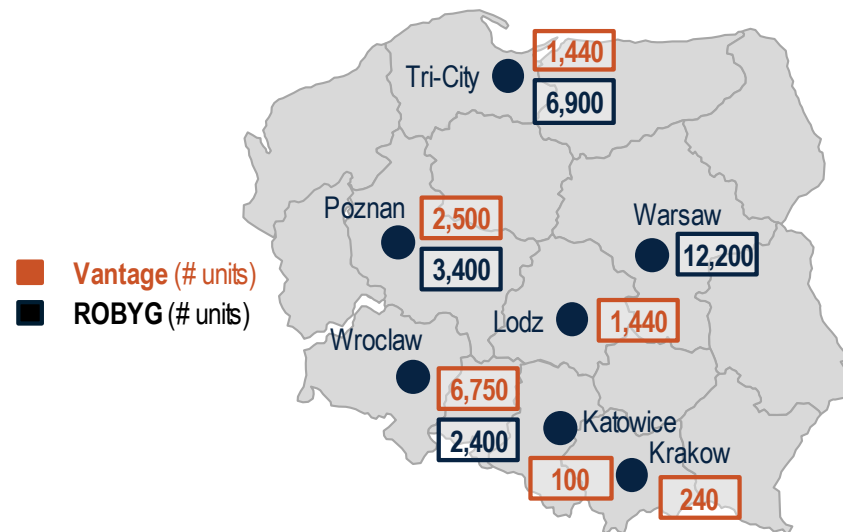 1,440
Tri-City
6,900
Poznan
2,500
3,400
Warsaw
12,200
Vantage (# units)
ROBYG (# units)
Lodz
1,440
Wroclaw
6,750
2,400
Katowice
100
Krakow
240